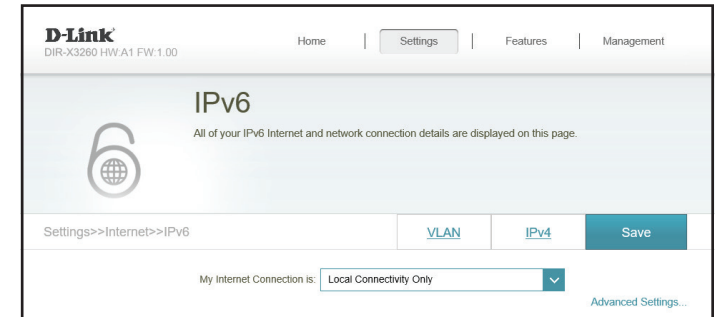 D-Link
DIR-X3260 HW:A1 FW:1.00
Home | Settings | Features | Management
IPv6
All of your IPv6 Internet and network connection details are displayed on this page.
Settings>>Internet>>IPv6 VLAN IPv4 Save
My Internet Connection is: Local Connectivity Only
Advanced Settings...